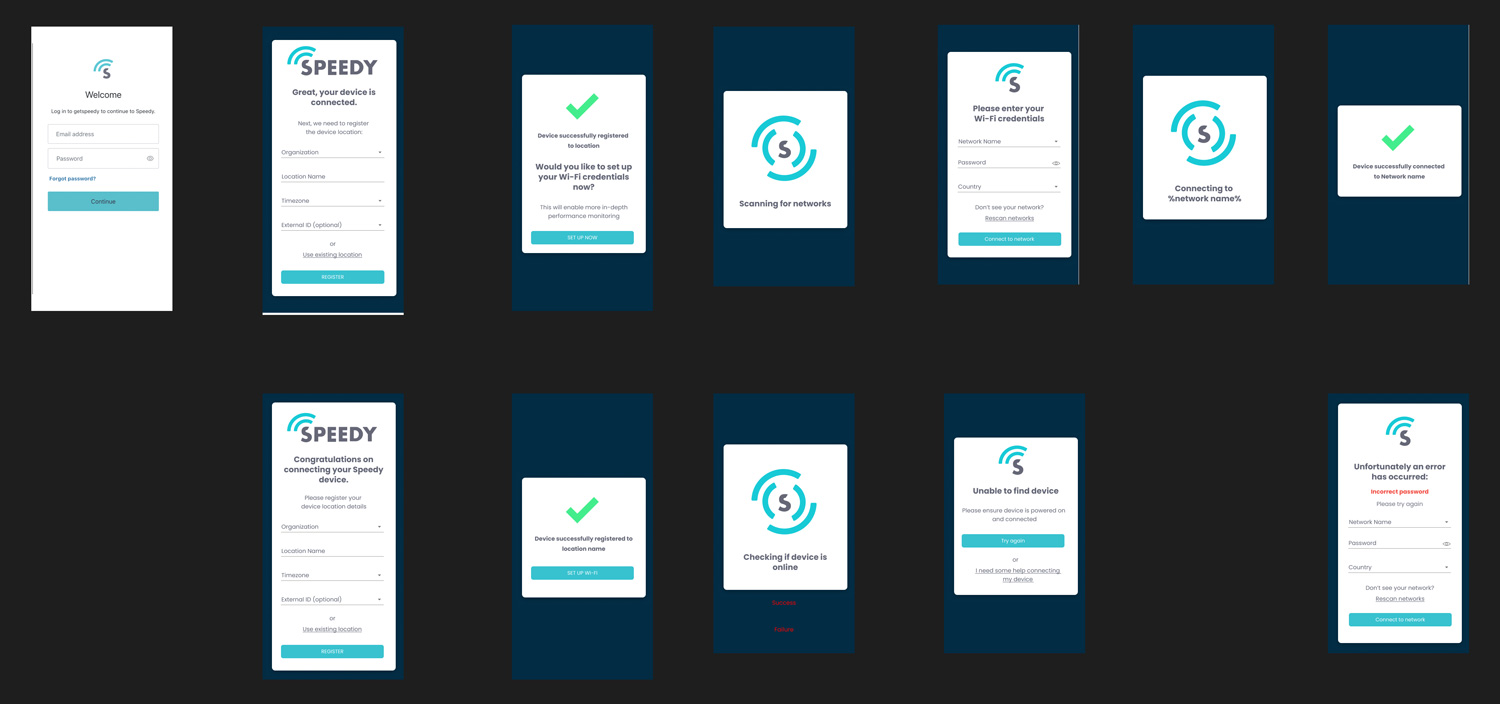 S
Welcome
Log in to getspeedy to continue to Speedy.
Email address
Password
Forgot password?
Continue
SPEEDY
Great, your device is
connected.
Next, we need to register
the device location:
Organization
Location Name
Timezone
External ID (optional)
or
Use existing location
REGISTER
Device successfully registered
to location
Would you like to set up
your Wi-Fi credentials
now?
This will enable more in-depth
performance monitoring
SET UP NOW
S
Scanning for networks
S
Please enter your
Wi-Fi credentials
Network Name
Password
Country
Don't see your network?
Rescan networks
Connect to network
S
Connecting to
%network name%
Device successfully connected
to Network name
SPEEDY
Congratulations on
connecting your Speedy
device.
Please register your
device location details
Organization
Location Name
Timezone
External ID (optional)
or
Use existing location
REGISTER
Device successfully registered to
location name
SET UP WI-FI
S
Checking if device is
online
Success
Failure
S
Unable to find device
Please ensure device is powered on
and connected
Try again
or
I need some help connecting
my device
S
Unfortunately an error
has occurred:
Incorrect password
Please try again
Network Name
Password
Country
Don't see your network?
Rescan networks
Connect to network